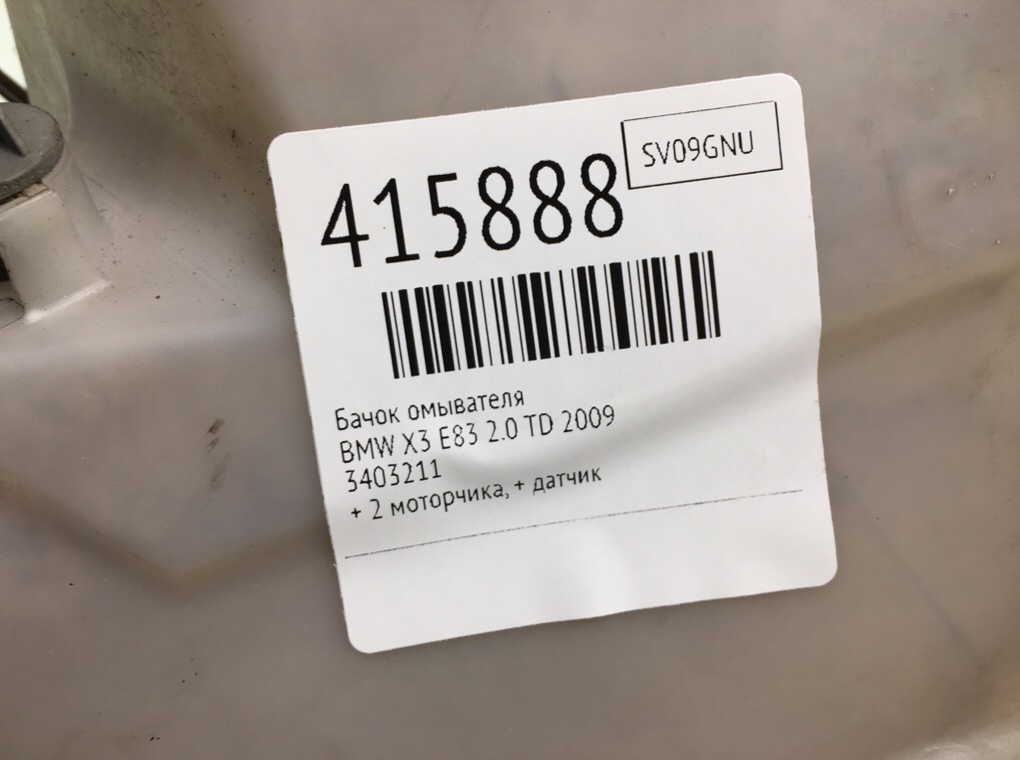 SV09GNU
415888
Бачок омывателя
BMW X3 E83 2.0 TD 2009
3403211
+ 2 моторчика, + датчик